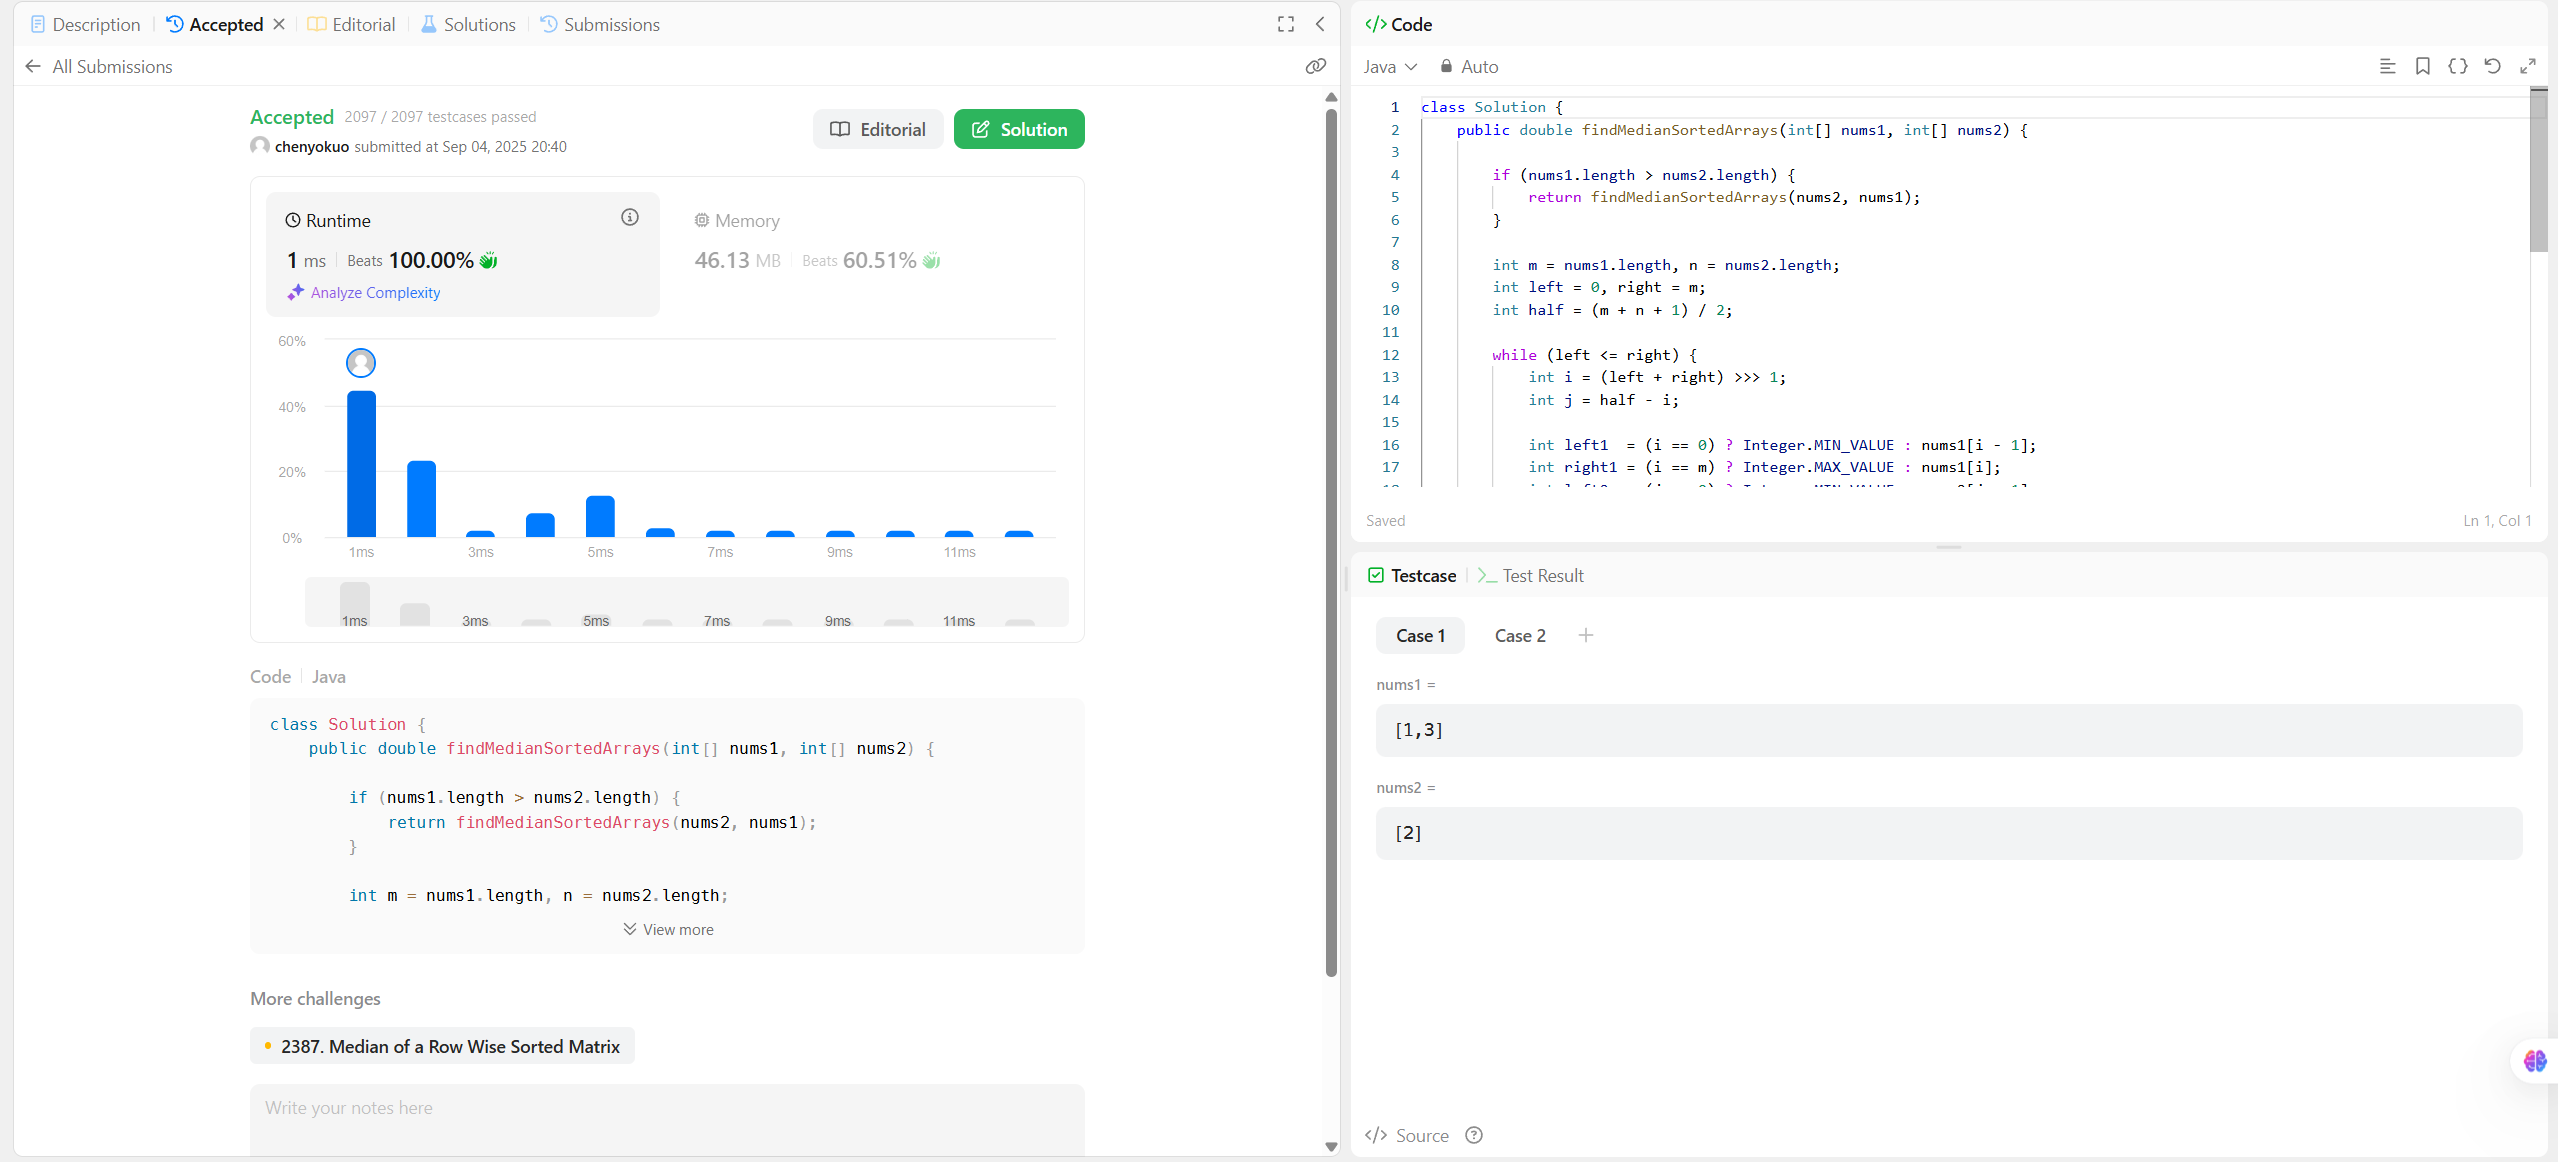 Description
Accepted
Editorial
Solutions
Submissions
All Submissions
Accepted 2097 / 2097 testcases passed
chenyokuo submitted at Sep 04, 2025 20:40
Editorial
Solution
Runtime
1 ms Beats 100.00%
Analyze Complexity
Memory
46.13 MB Beats 60.51%
60%
40%
20%
0%
1ms 3ms 5ms 7ms 9ms 11ms
1ms 3ms 5ms 7ms 9ms 11ms
Code Java
class Solution {
public double findMedianSortedArrays(int[] nums1, int[] nums2) {
if (nums1.length > nums2.length) {
return findMedianSortedArrays(nums2, nums1);
}
int m = nums1.length, n = nums2.length;
View more
More challenges
2387. Median of a Row Wise Sorted Matrix
Write your notes here
</> Code
Java Auto
1 class Solution {
2 public double findMedianSortedArrays(int[] nums1, int[] nums2) {
3
4 if (nums1.length > nums2.length) {
5 return findMedianSortedArrays(nums2, nums1);
6 }
7
8 int m = nums1.length, n = nums2.length;
9 int left = 0, right = m;
10 int half = (m + n + 1) / 2;
11
12 while (left <= right) {
13 int i = (left + right) >>> 1;
14 int j = half - i;
15
16 int left1 = (i == 0) ? Integer.MIN_VALUE : nums1[i - 1];
17 int right1 = (i == m) ? Integer.MAX_VALUE : nums1[i];
Saved
Ln 1, Col 1
Testcase
Test Result
Case 1 Case 2 +
nums1 =
[1,3]
nums2 =
[2]
</> Source